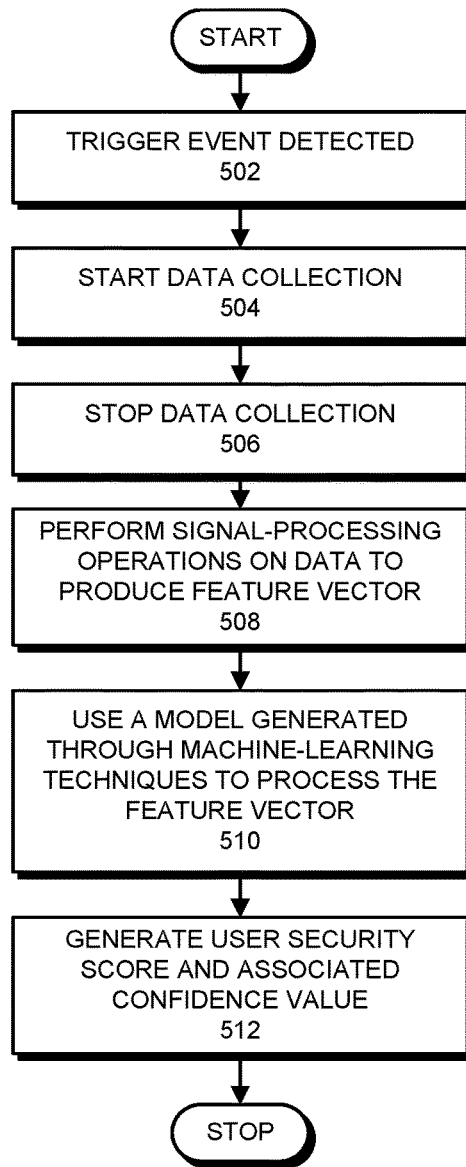 START
TRIGGER EVENT DETECTED
502
START DATA COLLECTION
504
STOP DATA COLLECTION
506
PERFORM SIGNAL-PROCESSING
OPERATIONS ON DATA TO
PRODUCE FEATURE VECTOR
508
USE A MODEL GENERATED
THROUGH MACHINE-LEARNING
TECHNIQUES TO PROCESS THE
FEATURE VECTOR
510
GENERATE USER SECURITY
SCORE AND ASSOCIATED
CONFIDENCE VALUE
512
STOP